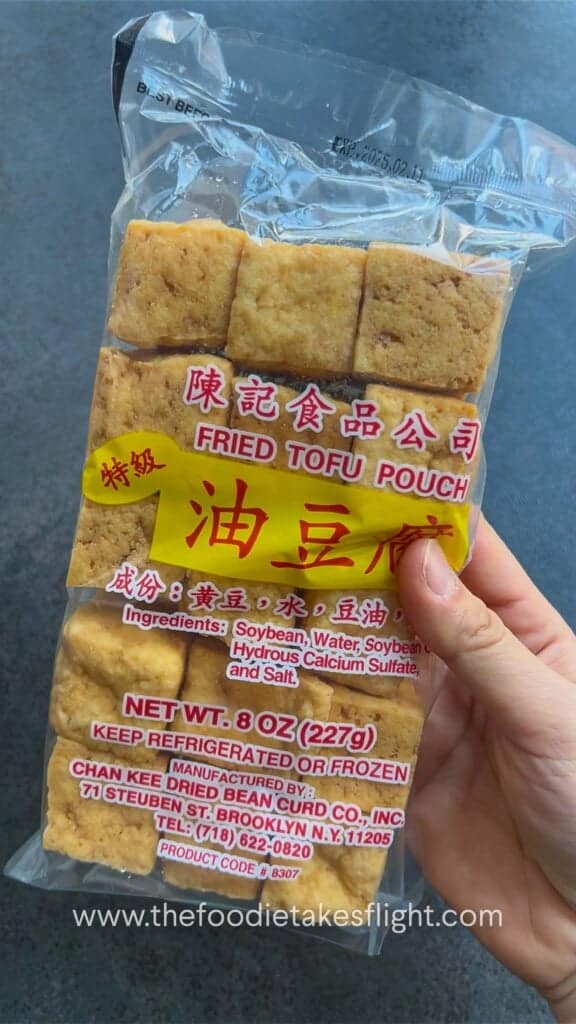 BEST BEFO
EXP. 2025.02.11
陳記食品公司
FRIED TOFU POUCH
特級
油豆腐
成份：黃豆，水，豆油，
Ingredients: Soybean, Water, Soybean
Hydrous Calcium Sulfate,
and Salt.
NET WT. 8 OZ (227g)
KEEP REFRIGERATED OR FROZEN
MANUFACTURED BY:
CHAN KEE DRIED BEAN CURD CO., INC.
71 STEUBEN ST. BROOKLYN N.Y. 11205
TEL: (718) 622-0820
PRODUCT CODE # B307
www.thefoodietakesflight.com